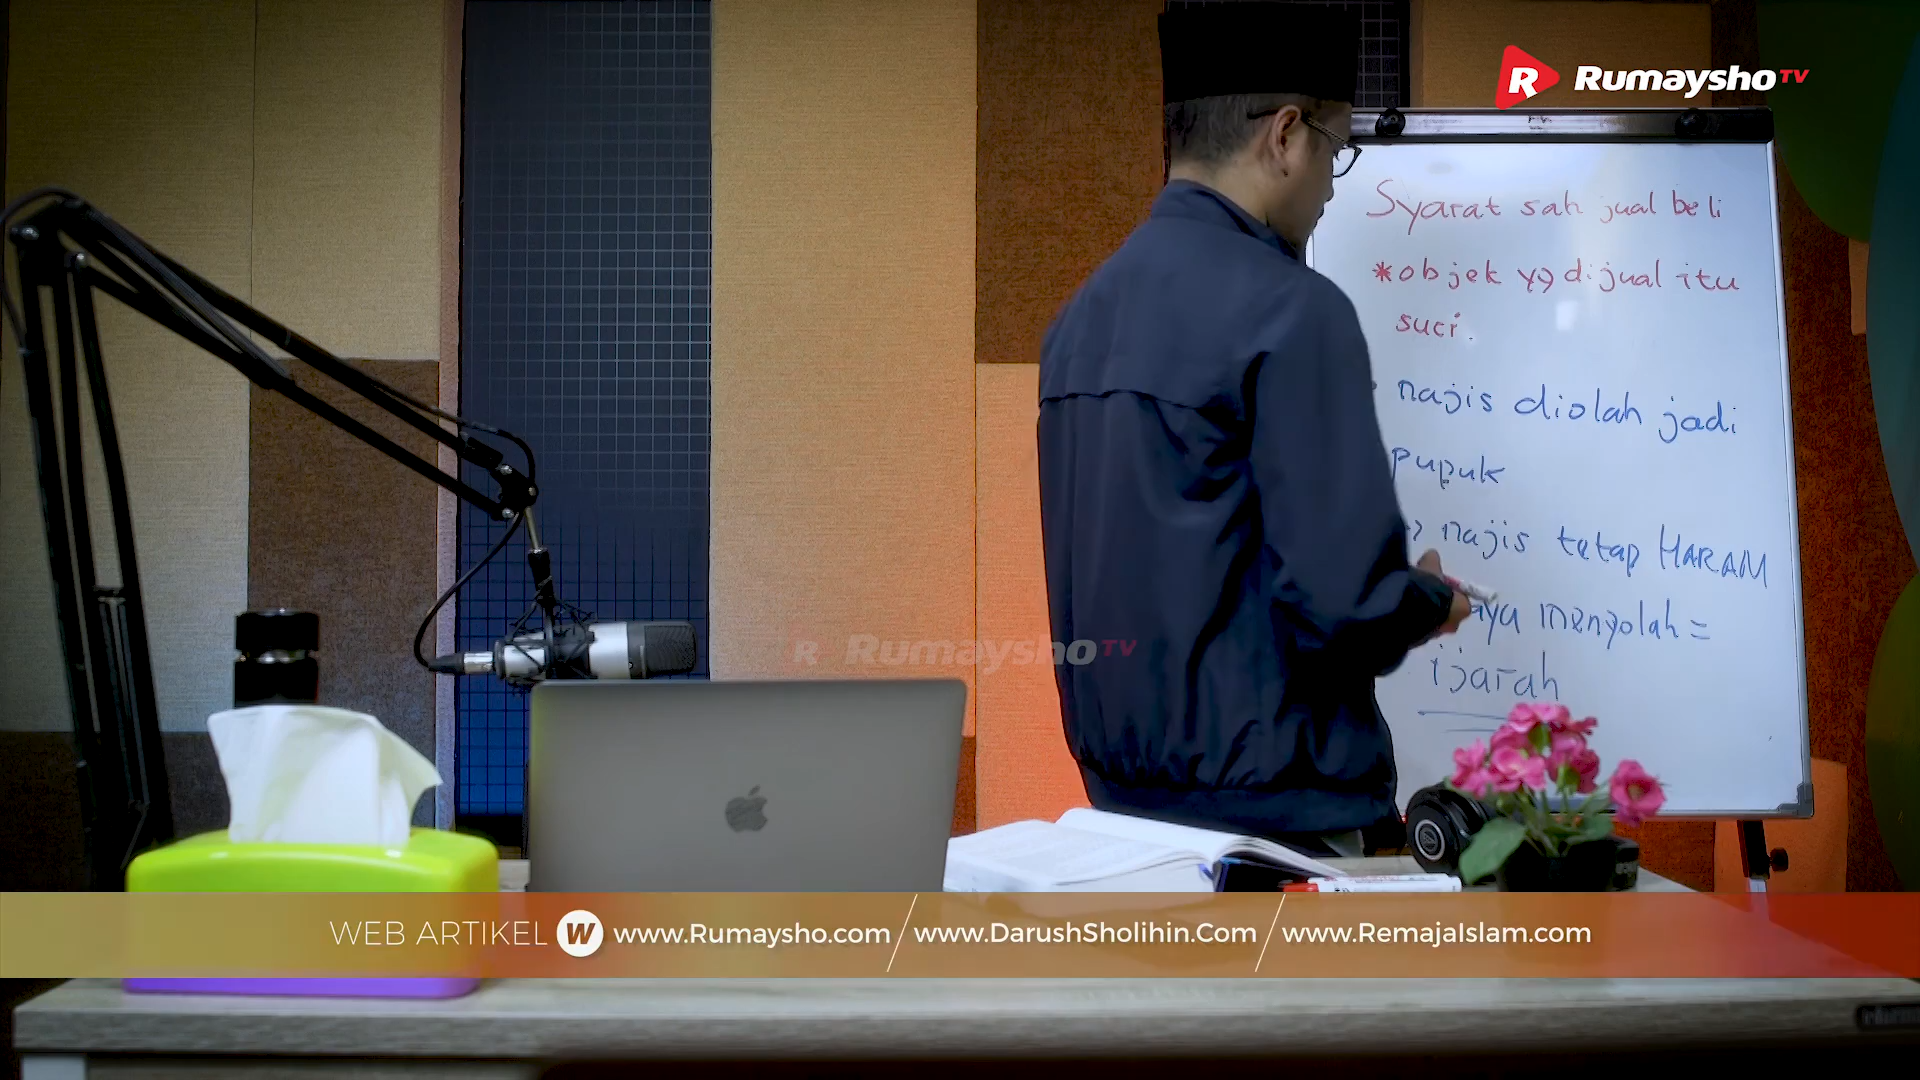 Rumaysho TV
Syarat sah jual beli
*objek yg dijual itu
suci.
najis diolah jadi
pupuk
najis tetap HARAM
menyolah =
ijarah
Rumaysho TV
WEB ARTIKEL W www.Rumaysho.com / www.DarushSholihin.Com / www.RemajaIslam.com